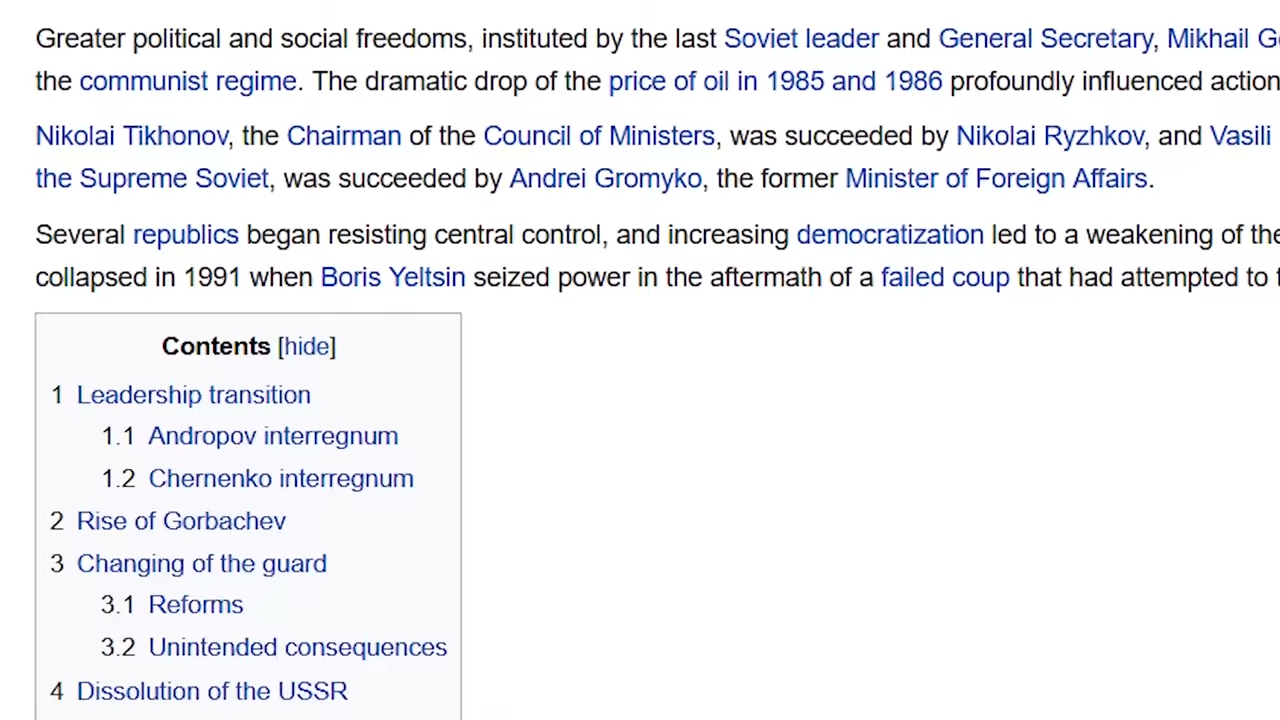 Greater political and social freedoms, instituted by the last Soviet leader and General Secretary, Mikhail
the communist regime. The dramatic drop of the price of oil in 1985 and 1986 profoundly influenced action
Nikolai Tikhonov, the Chairman of the Council of Ministers, was succeeded by Nikolai Ryzhkov, and Vasili
the Supreme Soviet, was succeeded by Andrei Gromyko, the former Minister of Foreign Affairs.
Several republics began resisting central control, and increasing democratization led to a weakening of the
collapsed in 1991 when Boris Yeltsin seized power in the aftermath of a failed coup that had attempted to
Contents [hide]
1 Leadership transition
1.1 Andropov interregnum
1.2 Chernenko interregnum
2 Rise of Gorbachev
3 Changing of the guard
3.1 Reforms
3.2 Unintended consequences
4 Dissolution of the USSR